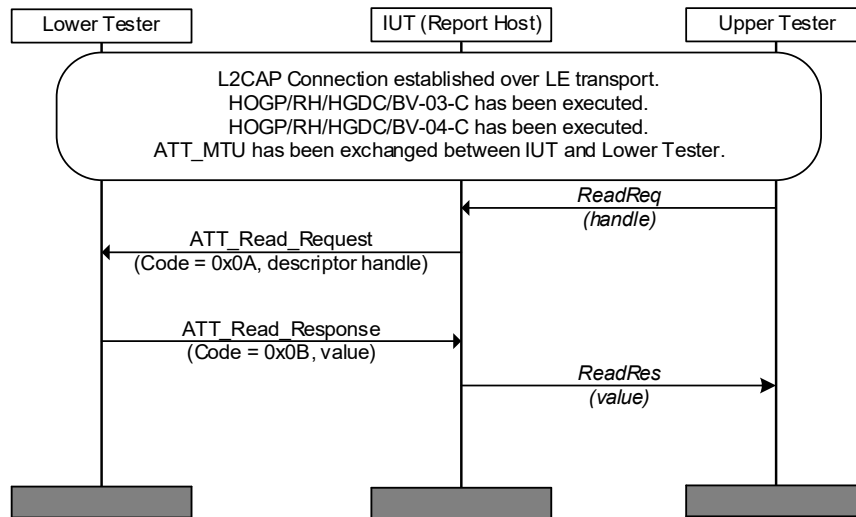 Lower Tester
IUT (Report Host)
Upper Tester
L2CAP Connection established over LE transport.
HOGP/RH/HGDC/BV-03-C has been executed.
HOGP/RH/HGDC/BV-04-C has been executed.
ATT_MTU has been exchanged between IUT and Lower Tester.
ReadReq
(handle)
ATT_Read_Request
(Code = 0x0A, descriptor handle)
ATT_Read_Response
(Code = 0x0B, value)
ReadRes
(value)